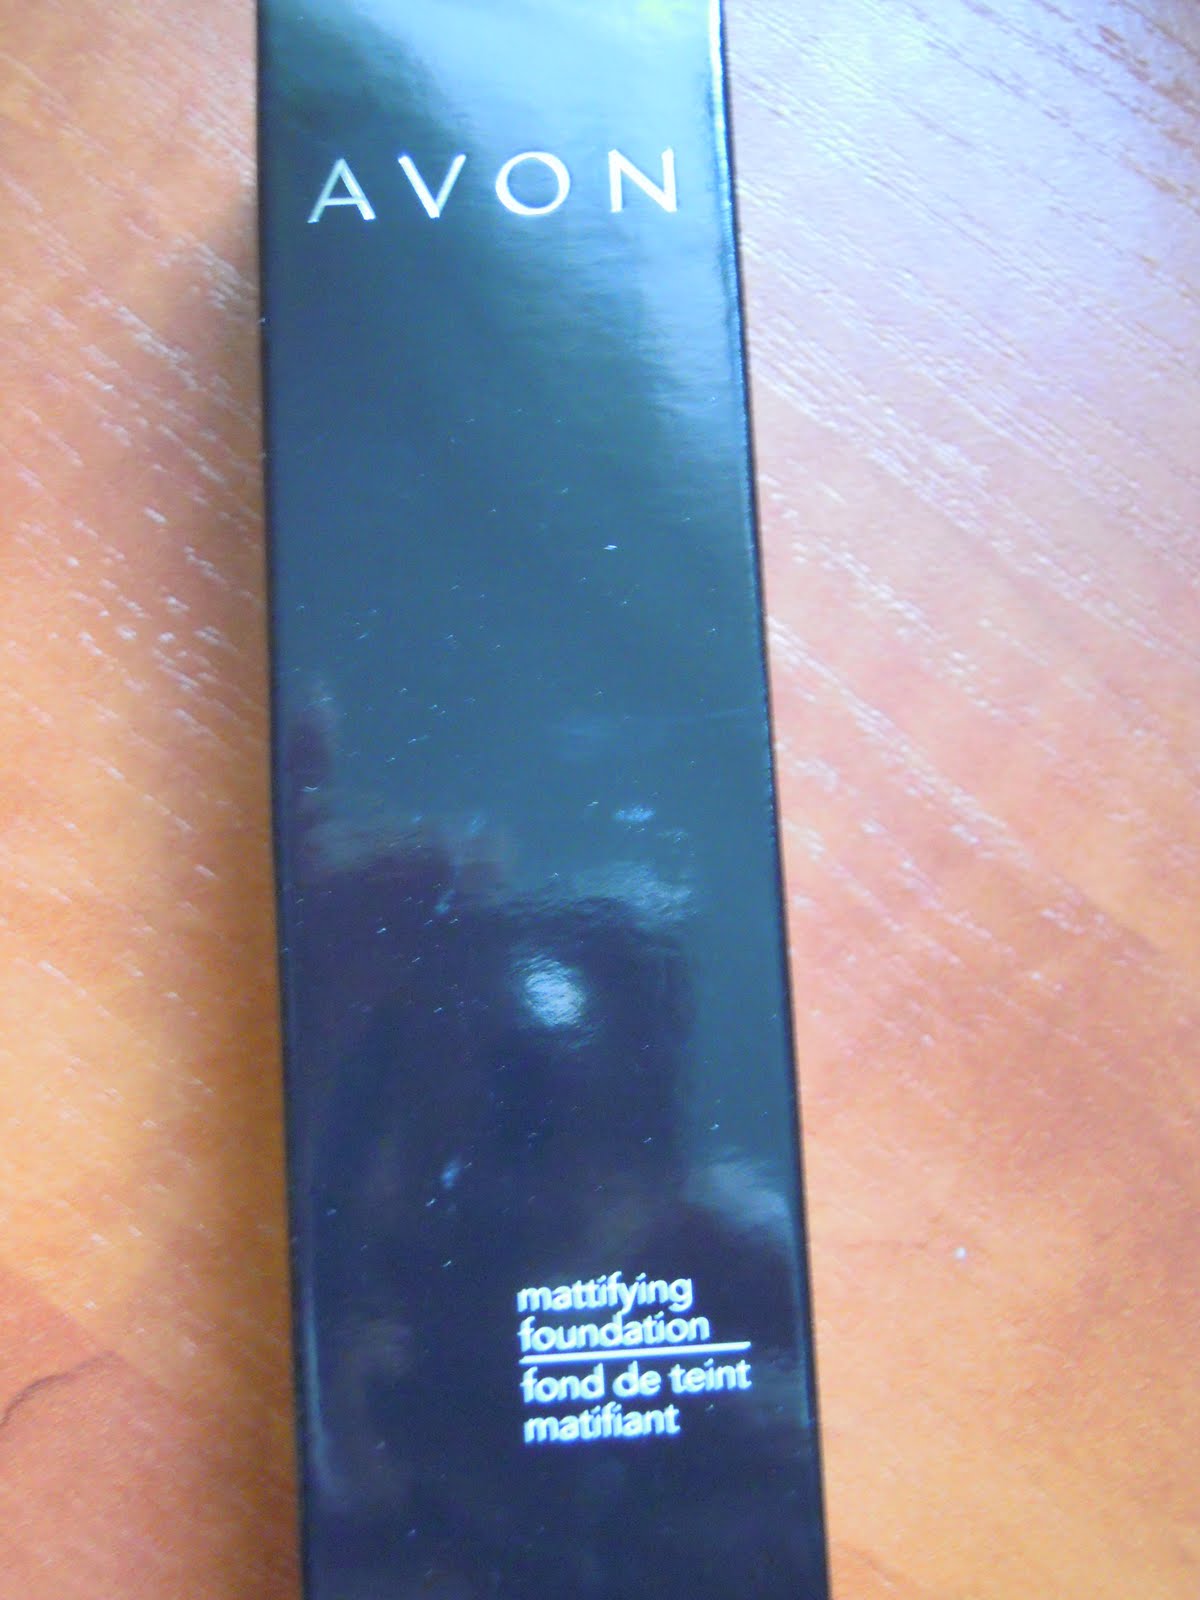 AVON
mattifying
foundation
fond de teint
matifiant